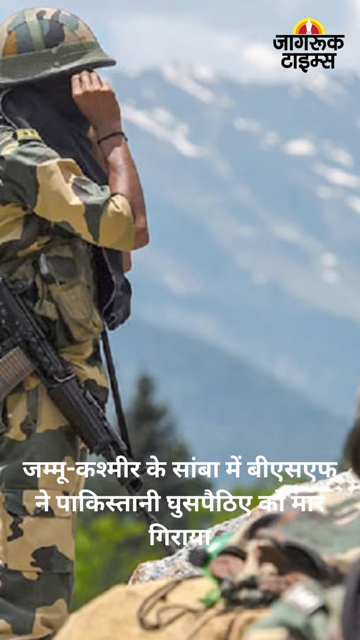 जागरूक
टाइम्स
जम्मू-कश्मीर के सांबा में बीएसएफ
ने पाकिस्तानी घुसपैठिए को मार
गिराया